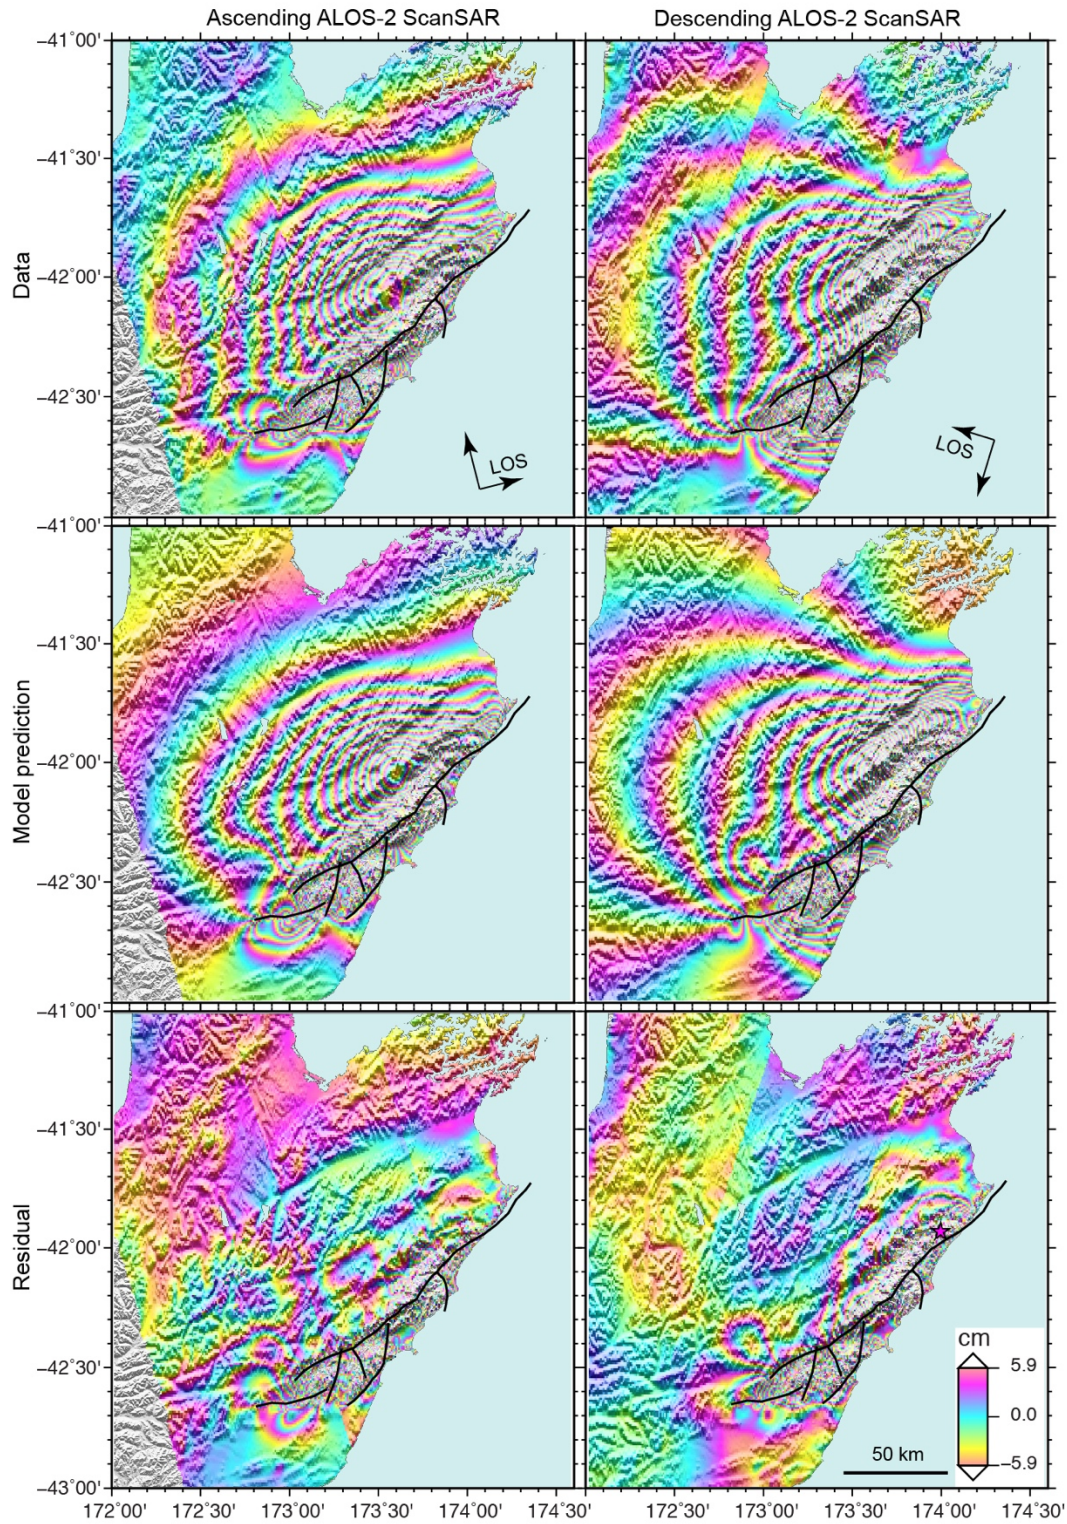 Ascending ALOS-2 ScanSAR
Descending ALOS-2 ScanSAR
−41˚00'
−41˚30'
−42˚00'
−42˚30'
Data
LOS
LOS
−41˚00'
−41˚30'
−42˚00'
−42˚30'
Model prediction
−41˚00'
−41˚30'
−42˚00'
−42˚30'
−43˚00'
Residual
cm
5.9
0.0
−5.9
50 km
172˚00' 172˚30' 173˚00' 173˚30' 174˚00' 174˚30'
172˚30' 173˚00' 173˚30' 174˚00' 174˚30'